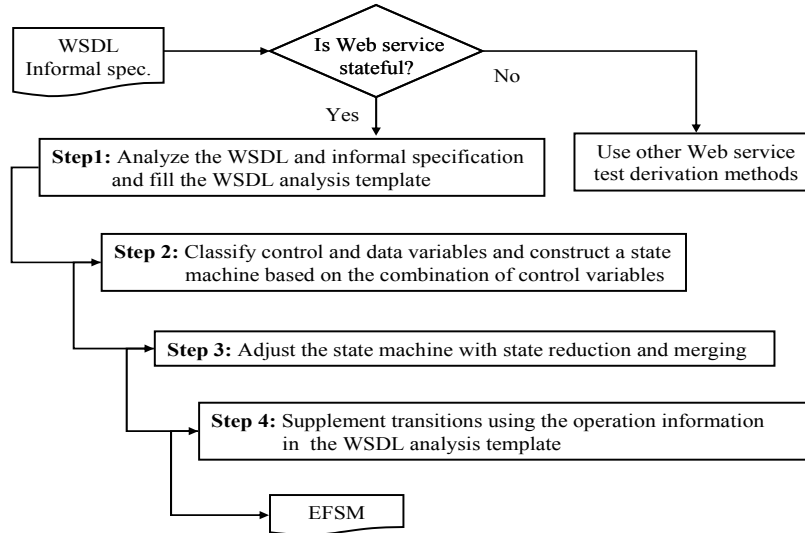 WSDL
Informal spec.
Is Web service
stateful?
No
Yes
Step1: Analyze the WSDL and informal specification
and fill the WSDL analysis template
Use other Web service
test derivation methods
Step 2: Classify control and data variables and construct a state
machine based on the combination of control variables
Step 3: Adjust the state machine with state reduction and merging
Step 4: Supplement transitions using the operation information
in the WSDL analysis template
EFSM